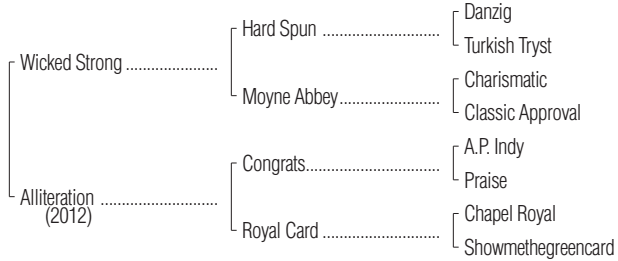 Danzig
Hard Spun ..............................
Turkish Tryst
Wicked Strong .......................
Charismatic
Moyne Abbey.........................
Classic Approval
A.P. Indy
Congrats.................................
Praise
Alliteration .............................
(2012)
Chapel Royal
Royal Card .............................
Showmethegreencard